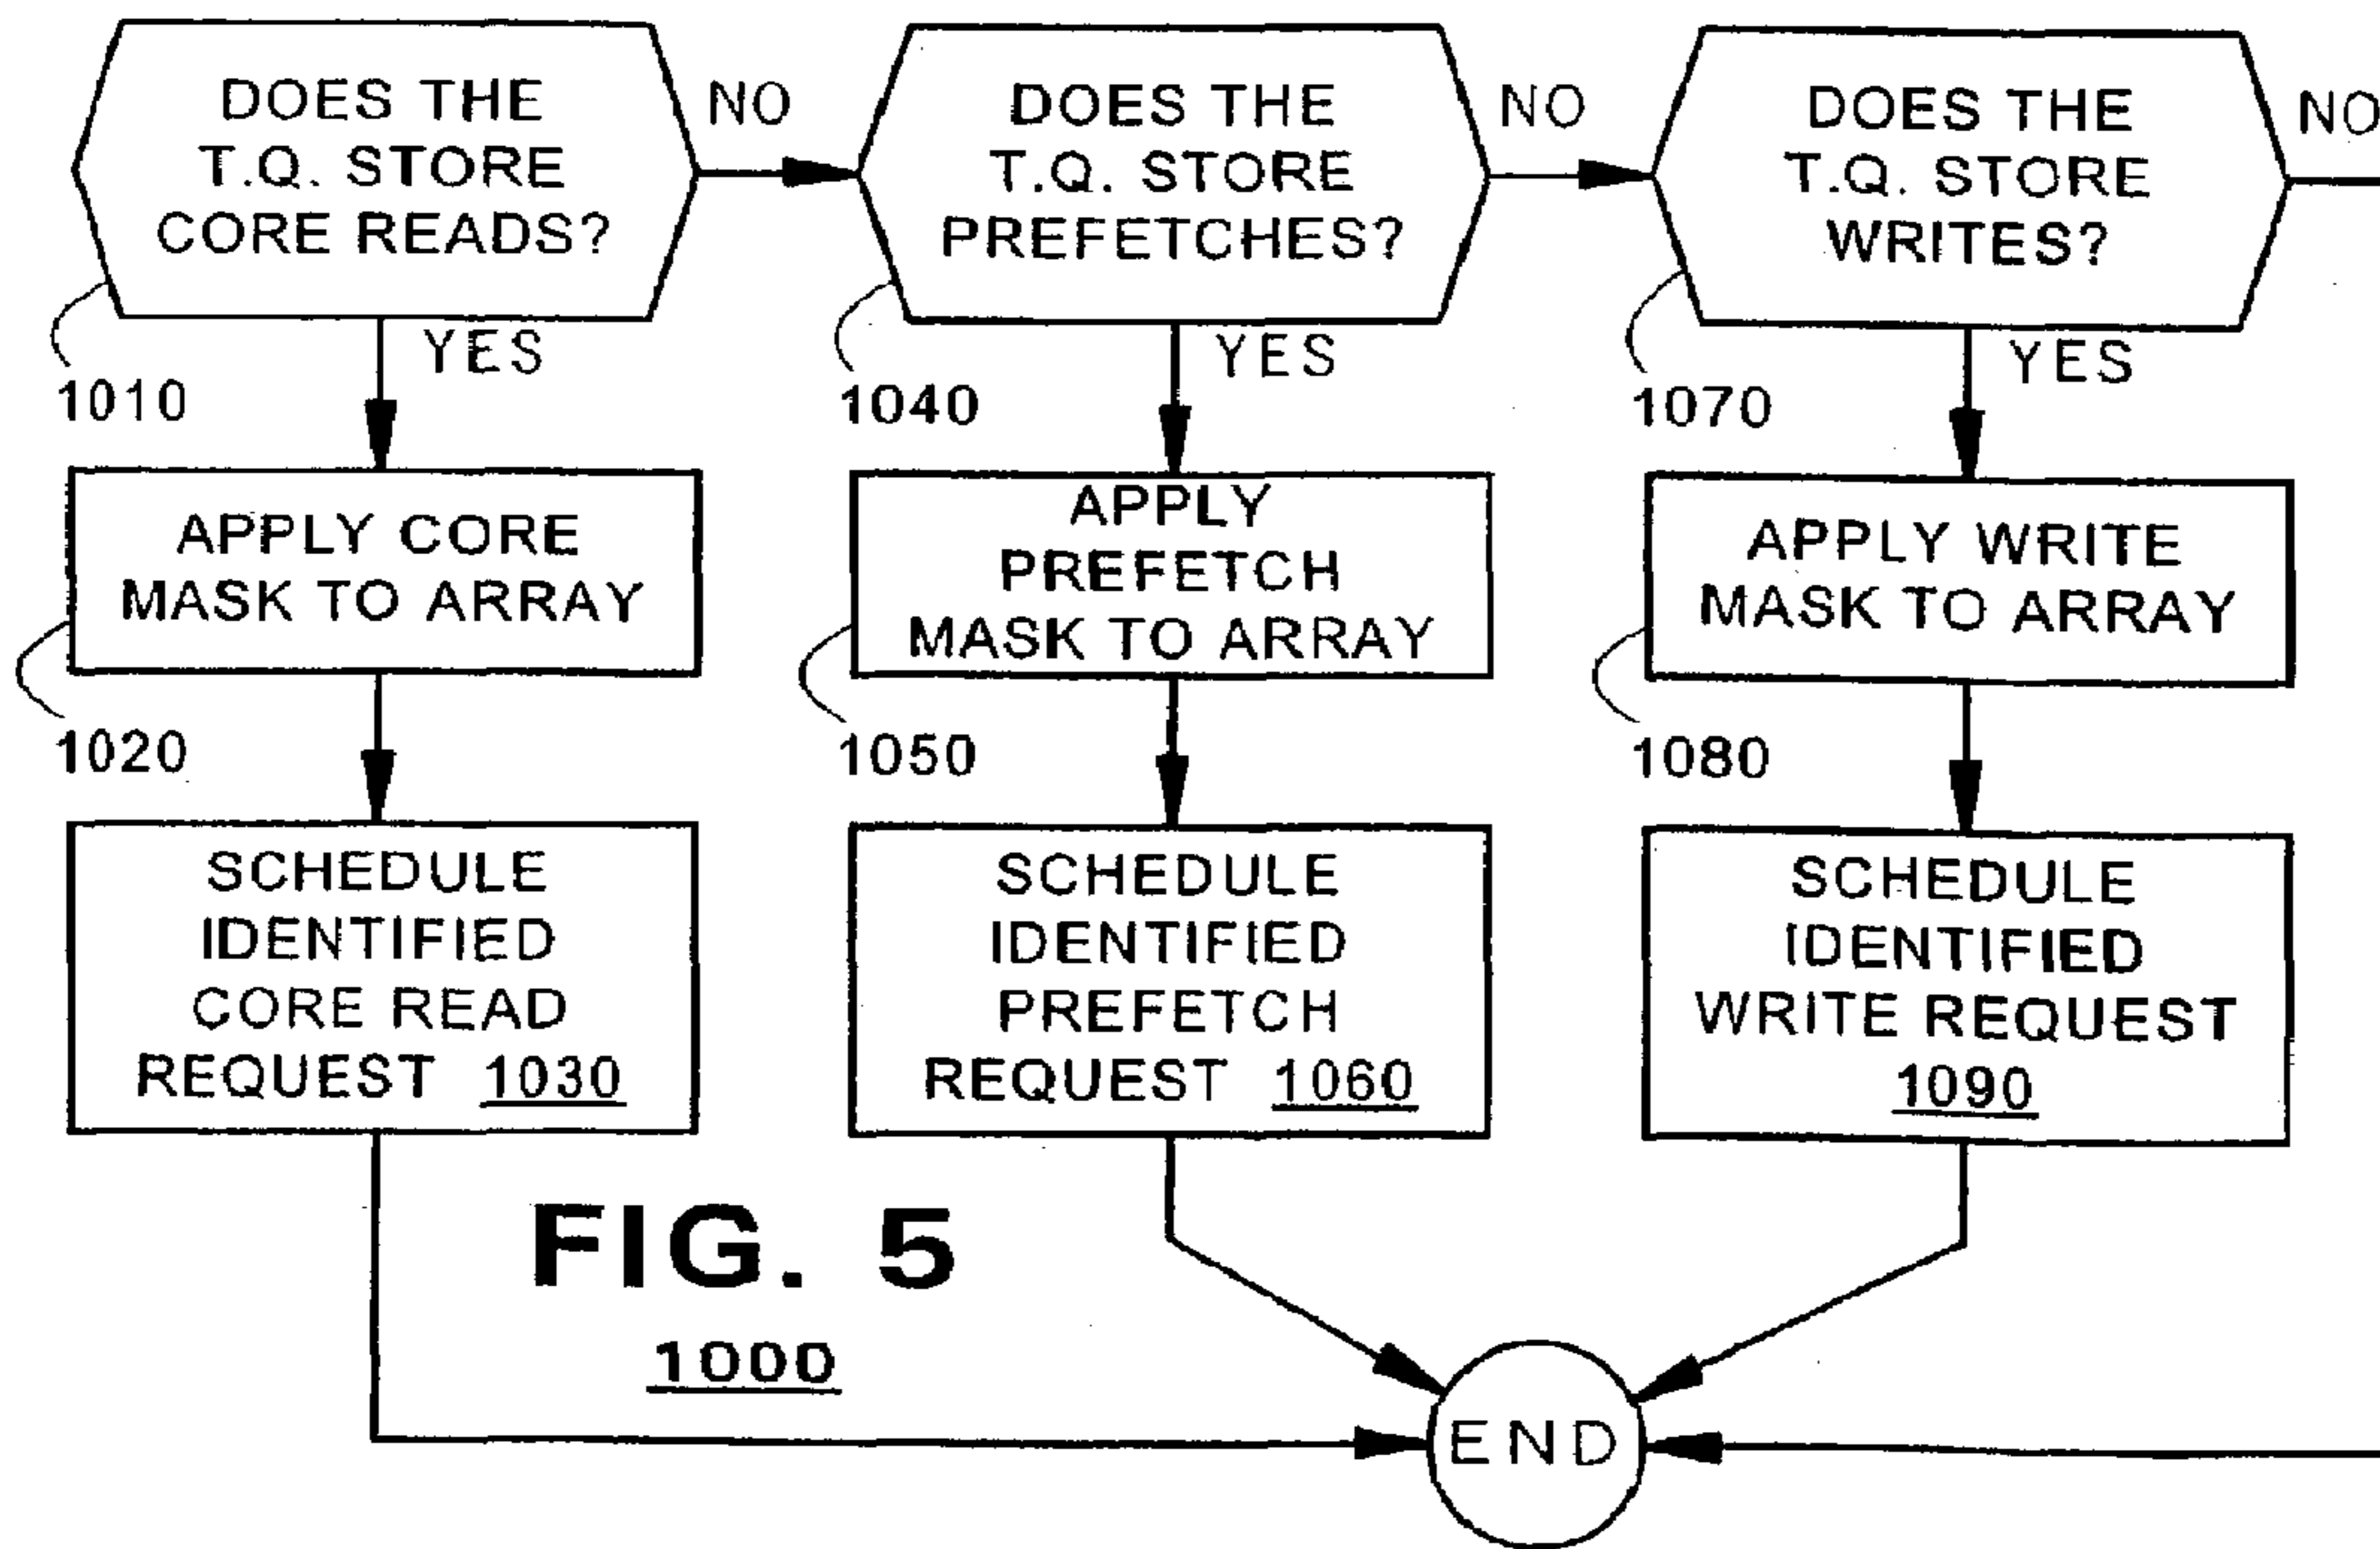 DOES THE
T.Q. STORE
CORE READS?
NO
YES
1010
APPLY CORE
MASK TO ARRAY
1020
SCHEDULE
IDENTIFIED
CORE READ
REQUEST 1030
DOES THE
T.Q. STORE
PREFETCHES?
NO
YES
1040
APPLY
PREFETCH
MASK TO ARRAY
1050
SCHEDULE
IDENTIFIED
PREFETCH
REQUEST 1060
DOES THE
T.Q. STORE
WRITES?
NO
YES
1070
APPLY WRITE
MASK TO ARRAY
1080
SCHEDULE
IDENTIFIED
WRITE REQUEST
1090
FIG. 5
1000
END